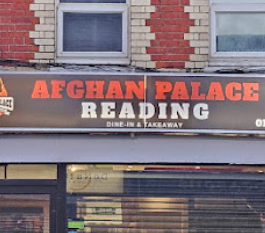 AFGHAN PALACE
READING
DINE-IN & TAKEAWAY